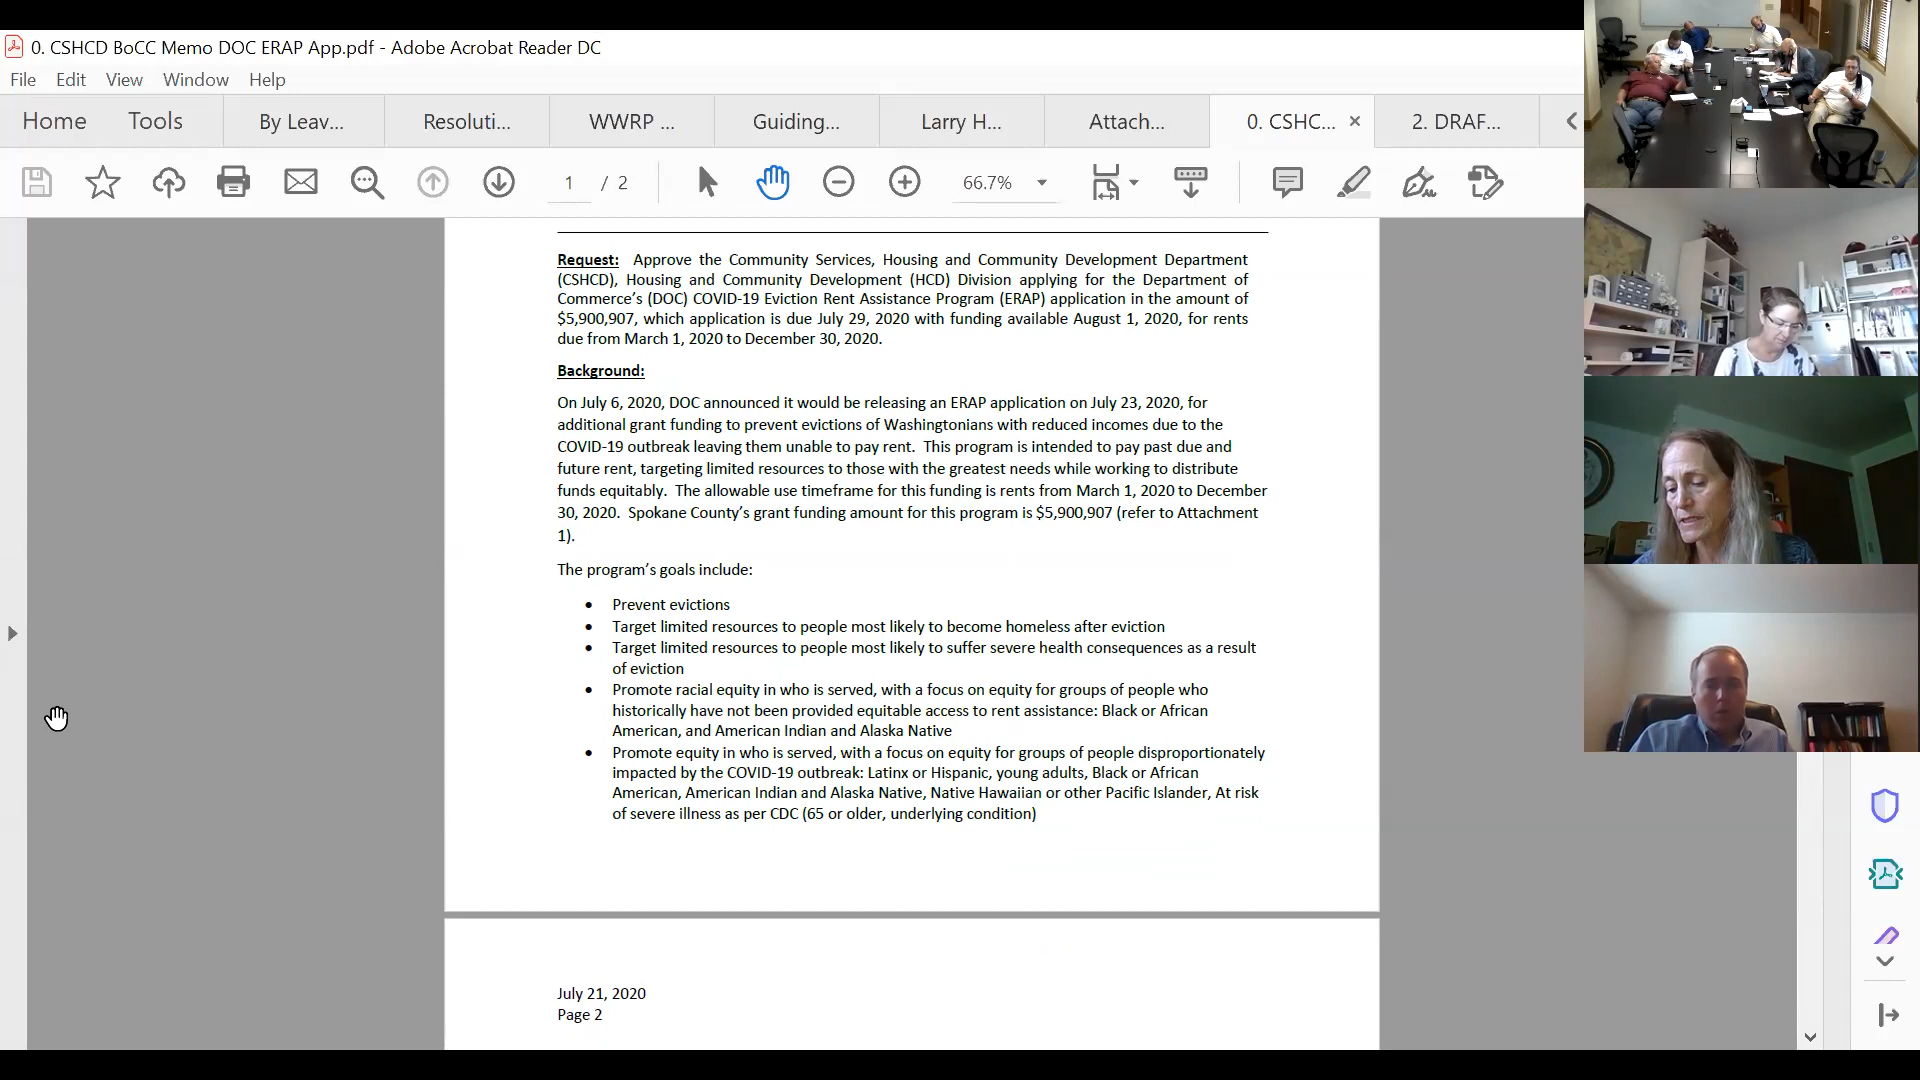 0. CSHCD BoCC Memo DOC ERAP App.pdf - Adobe Acrobat Reader DC
File Edit View Window Help
Home Tools By Leav... Resoluti... WWRP ... Guiding... Larry H... Attach... 0. CSHC... × 2. DRAF...
1 / 2 66.7%
Request: Approve the Community Services, Housing and Community Development Department
(CSHCD), Housing and Community Development (HCD) Division applying for the Department of
Commerce's (DOC) COVID-19 Eviction Rent Assistance Program (ERAP) application in the amount of
$5,900,907, which application is due July 29, 2020 with funding available August 1, 2020, for rents
due from March 1, 2020 to December 30, 2020.
Background:
On July 6, 2020, DOC announced it would be releasing an ERAP application on July 23, 2020, for
additional grant funding to prevent evictions of Washingtonians with reduced incomes due to the
COVID-19 outbreak leaving them unable to pay rent. This program is intended to pay past due and
future rent, targeting limited resources to those with the greatest needs while working to distribute
funds equitably. The allowable use timeframe for this funding is rents from March 1, 2020 to December
30, 2020. Spokane County's grant funding amount for this program is $5,900,907 (refer to Attachment
1).
The program's goals include:
• Prevent evictions
• Target limited resources to people most likely to become homeless after eviction
• Target limited resources to people most likely to suffer severe health consequences as a result
of eviction
• Promote racial equity in who is served, with a focus on equity for groups of people who
historically have not been provided equitable access to rent assistance: Black or African
American, and American Indian and Alaska Native
• Promote equity in who is served, with a focus on equity for groups of people disproportionately
impacted by the COVID-19 outbreak: Latinx or Hispanic, young adults, Black or African
American, American Indian and Alaska Native, Native Hawaiian or other Pacific Islander, At risk
of severe illness as per CDC (65 or older, underlying condition)
July 21, 2020
Page 2